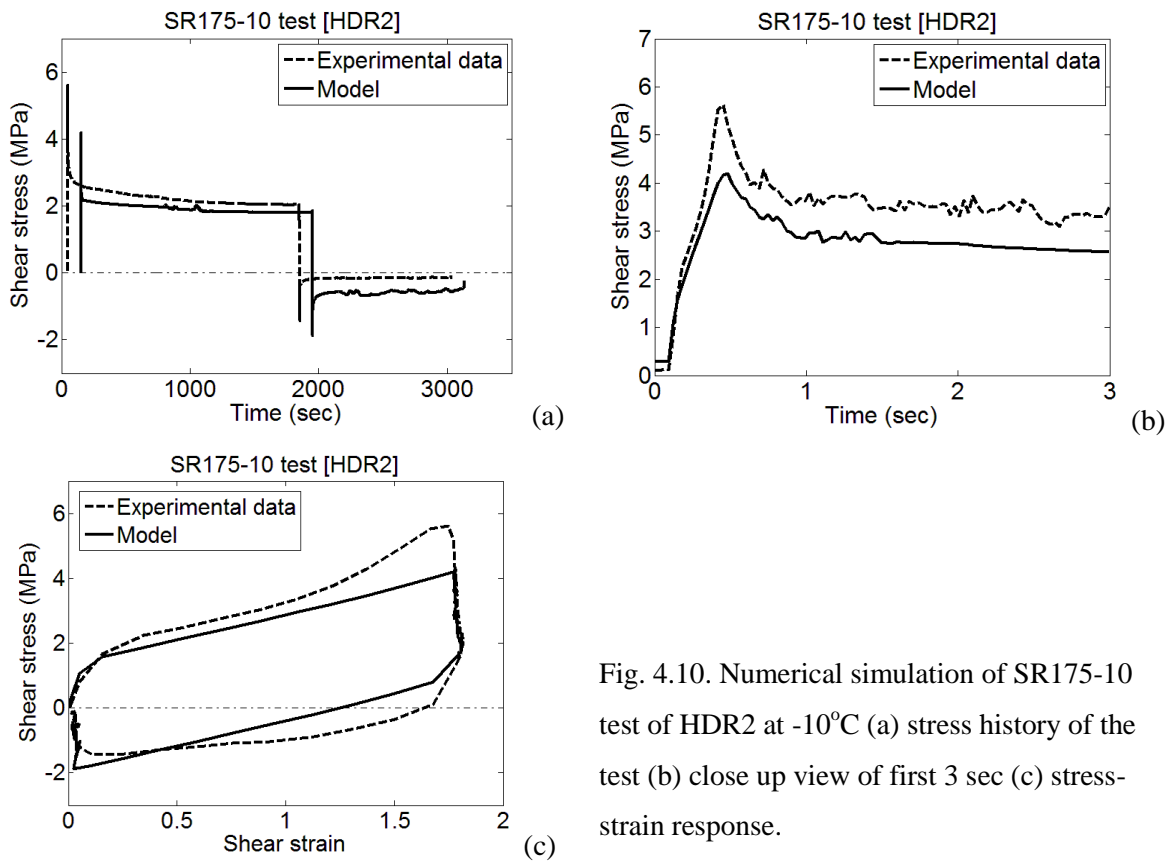 SR175-10 test [HDR2]
Shear stress (MPa)
6
4
2
0
-2
Experimental data
Model
0
1000
2000
3000
Time (sec)
(a)
SR175-10 test [HDR2]
Shear stress (MPa)
7
6
5
4
3
2
1
0
Experimental data
Model
0
1
2
3
Time (sec)
(b)
SR175-10 test [HDR2]
Shear stress (MPa)
6
4
2
0
-2
Experimental data
Model
0
0.5
1
1.5
2
Shear strain
(c)
Fig. 4.10. Numerical simulation of SR175-10
test of HDR2 at -10°C (a) stress history of the
test (b) close up view of first 3 sec (c) stress-
strain response.